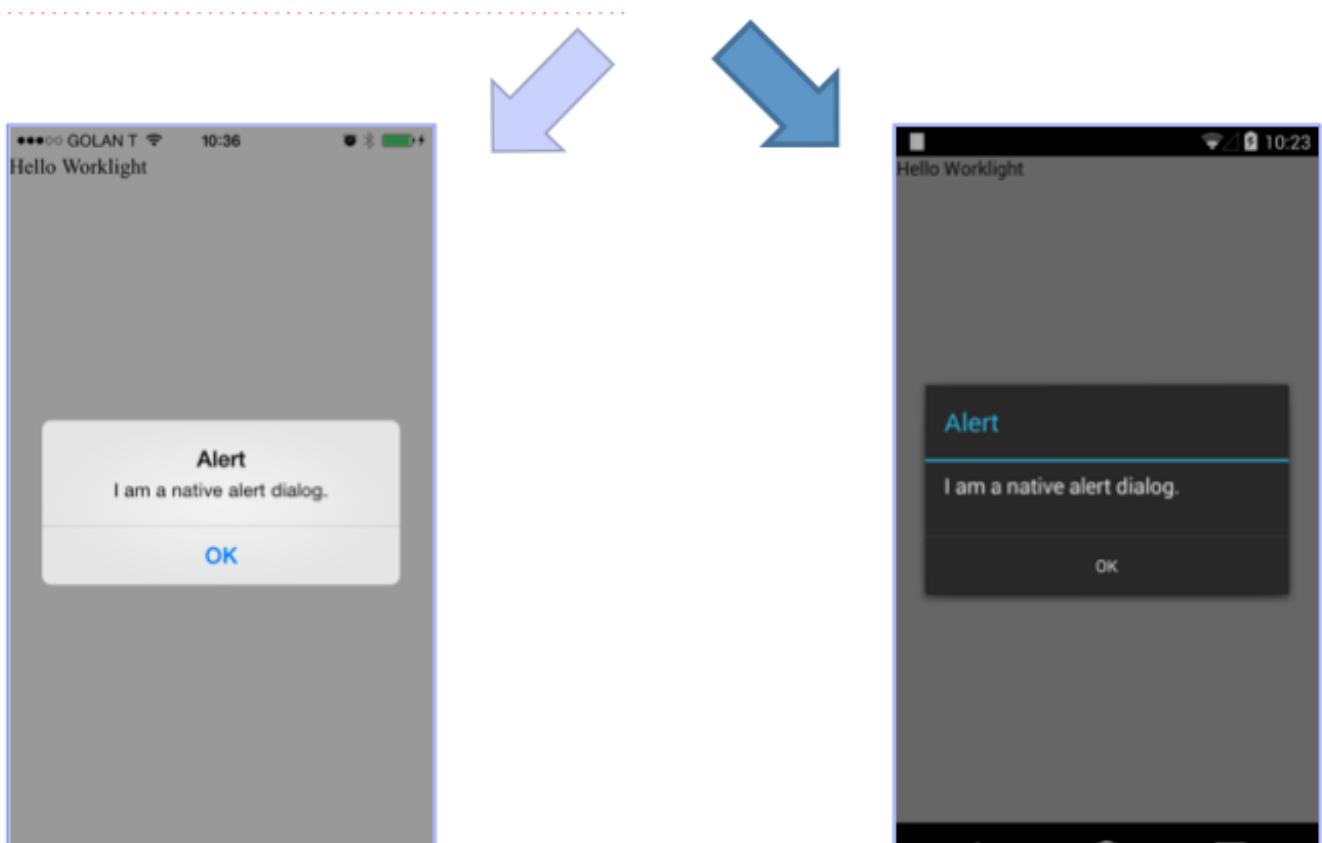 GOLAN T 10:36
Hello Worklight
Alert
I am a native alert dialog.
OK
10:23
Hello Worklight
Alert
I am a native alert dialog.
OK